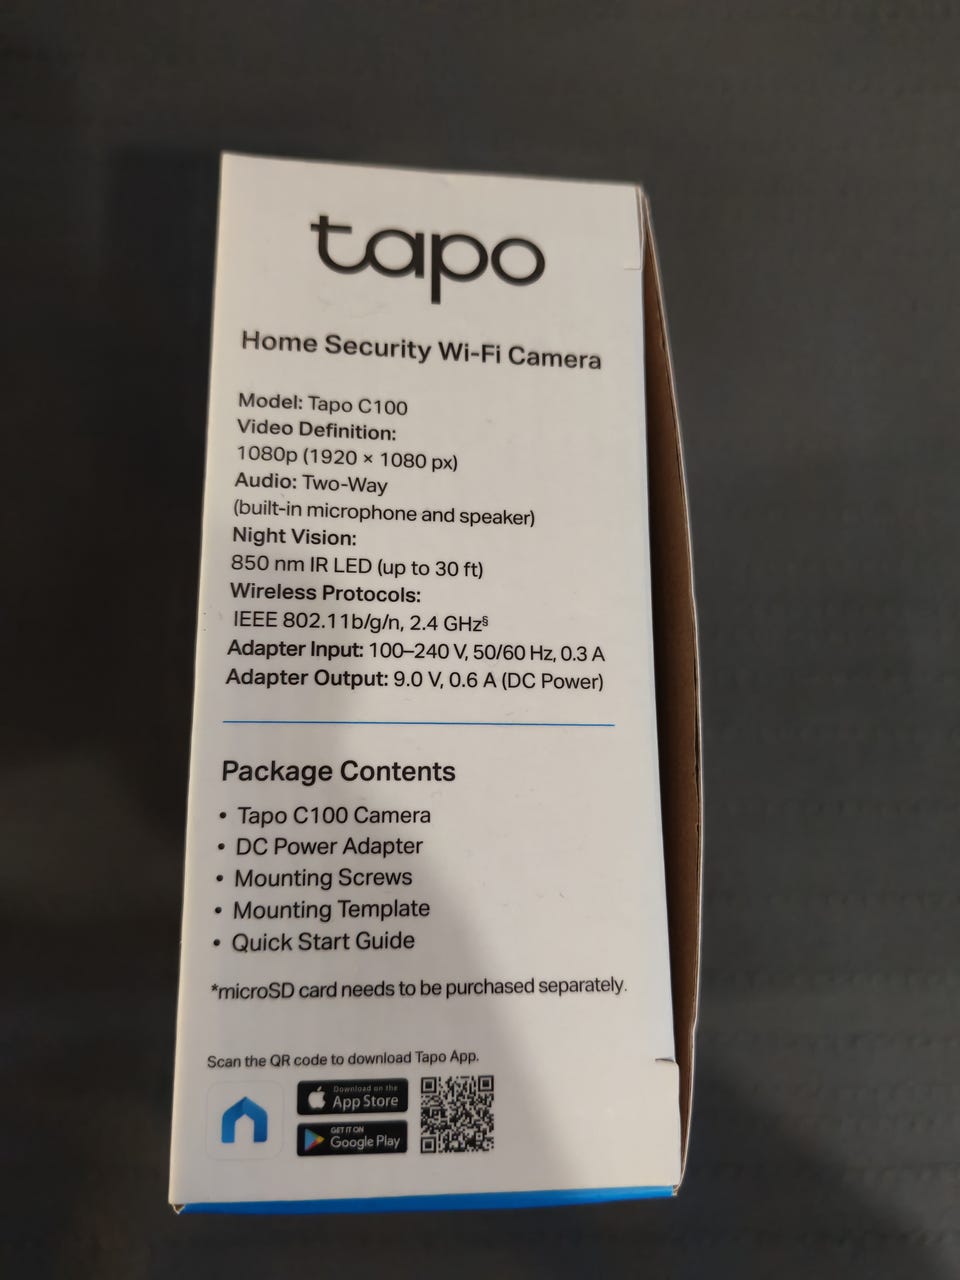 tapo
Home Security Wi-Fi Camera
Model: Tapo C100
Video Definition:
1080p (1920 × 1080 px)
Audio: Two-Way
(built-in microphone and speaker)
Night Vision:
850 nm IR LED (up to 30 ft)
Wireless Protocols:
IEEE 802.11b/g/n, 2.4 GHz§
Adapter Input: 100–240 V, 50/60 Hz, 0.3 A
Adapter Output: 9.0 V, 0.6 A (DC Power)
Package Contents
• Tapo C100 Camera
• DC Power Adapter
• Mounting Screws
• Mounting Template
• Quick Start Guide
*microSD card needs to be purchased separately.
Scan the QR code to download Tapo App.
Download on the
App Store
GET IT ON
Google Play